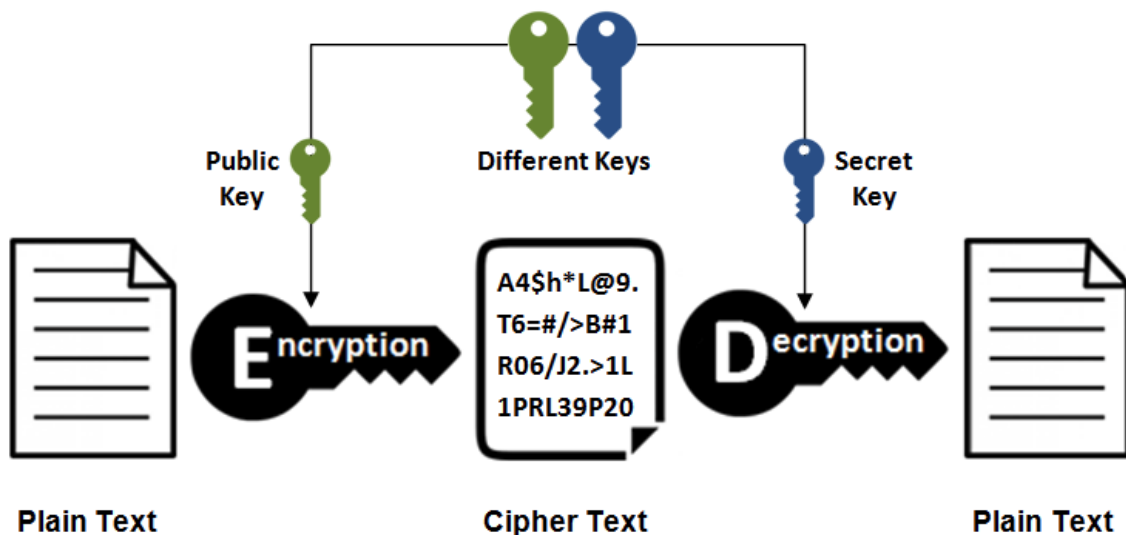 Public
Key
Different Keys
Secret
Key
Encryption
A4$h*L@9.
T6=#/>B#1
R06/J2.>1L
1PRL39P20
Decryption
Plain Text
Cipher Text
Plain Text